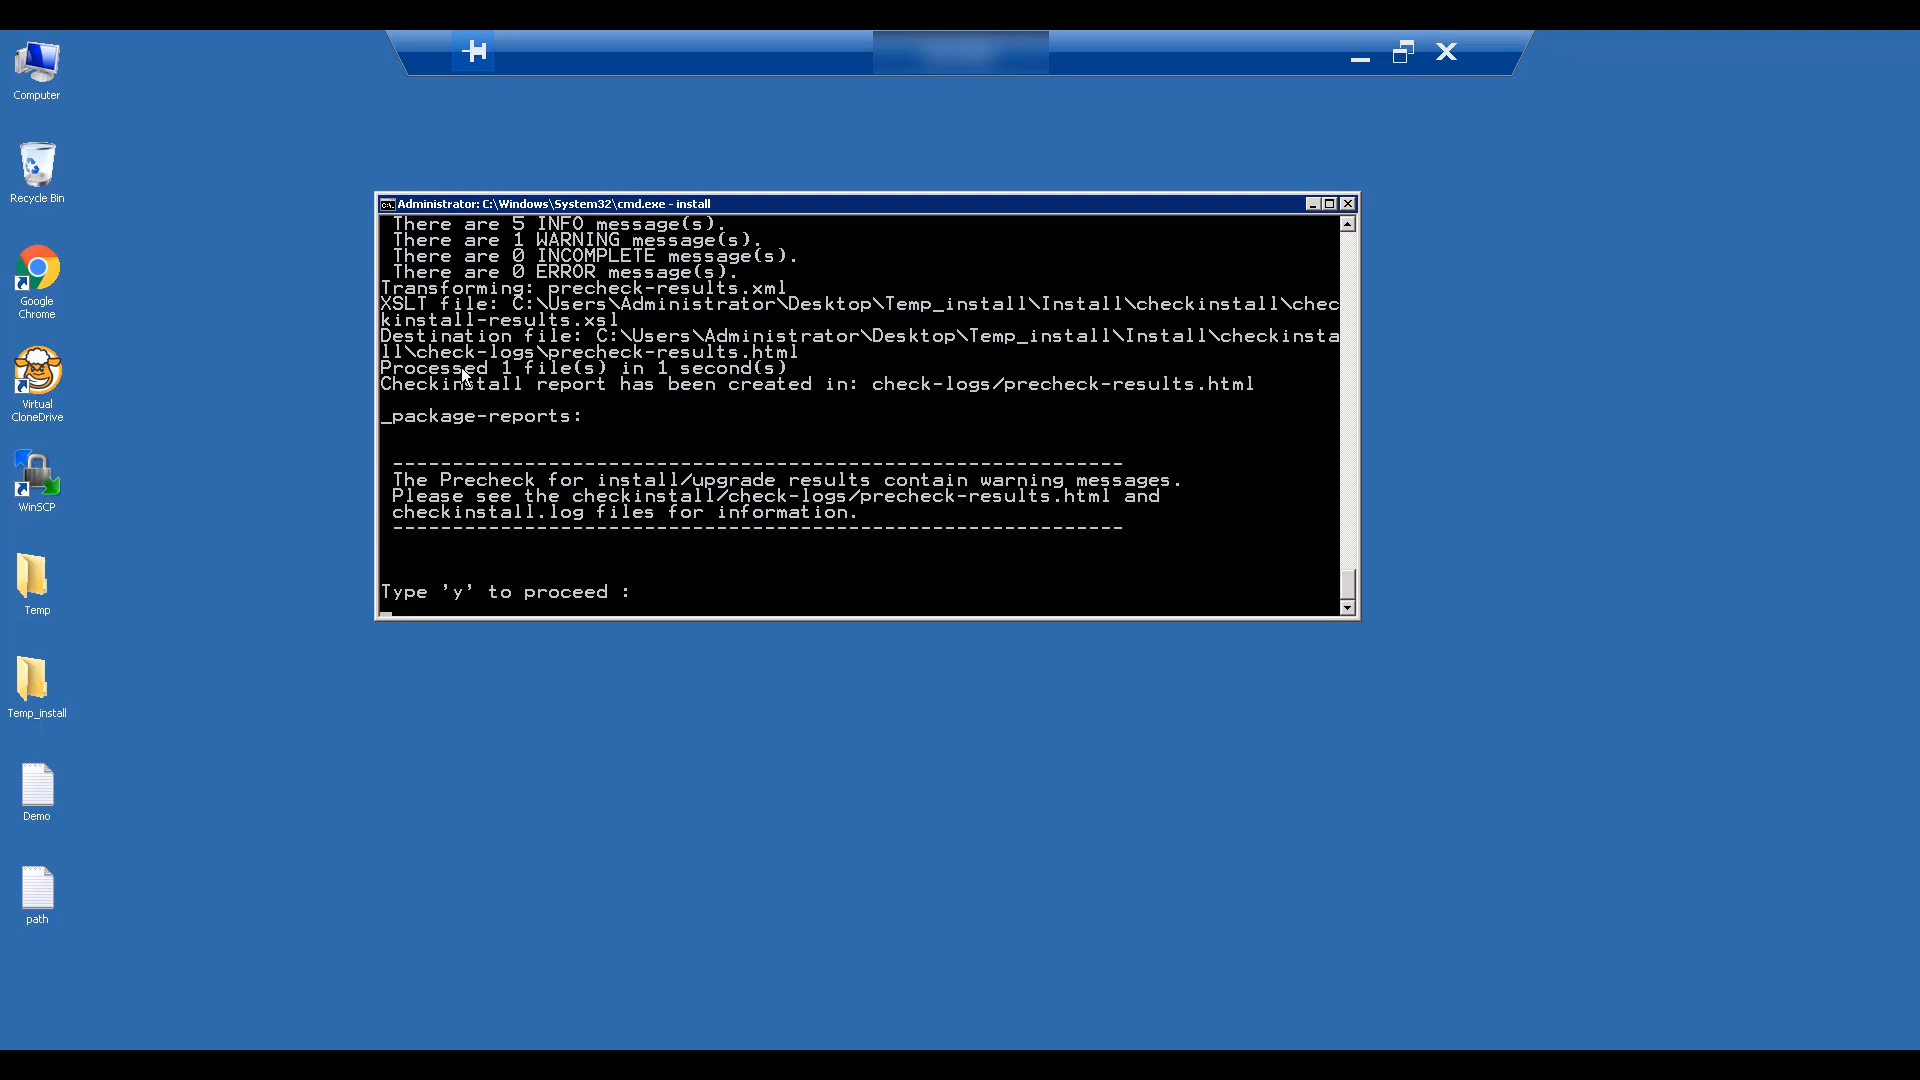 Computer
Recycle Bin
Google
Chrome
Virtual
CloneDrive
WinSCP
Temp
Temp_install
Demo
path
Administrator: C:\Windows\System32\cmd.exe - install
There are 5 INFO message(s).
There are 1 WARNING message(s).
There are 0 INCOMPLETE message(s).
There are 0 ERROR message(s).
Transforming: precheck-results.xml
XSLT file: C:\Users\Administrator\Desktop\Temp_install\Install\checkinstall\chec
kinstall-results.xsl
Destination file: C:\Users\Administrator\Desktop\Temp_install\Install\checkinsta
ll\check-logs\precheck-results.html
Processed 1 file(s) in 1 second(s)
Checkinstall report has been created in: check-logs/precheck-results.html
_package-reports:
-------------------------------------------------------------
The Precheck for install/upgrade results contain warning messages.
Please see the checkinstall/check-logs/precheck-results.html and
checkinstall.log files for information.
-------------------------------------------------------------
Type 'y' to proceed :